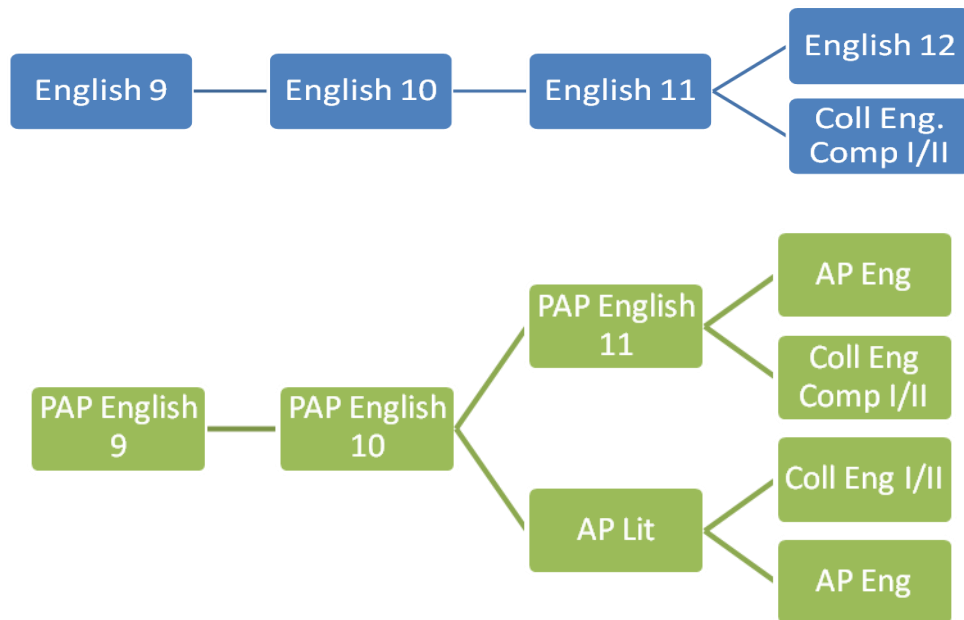 English 9
English 10
English 11
English 12
Coll Eng.
Comp I/II
PAP English
9
PAP English
10
PAP English
11
AP Lit
AP Eng
Coll Eng
Comp I/II
Coll Eng I/II
AP Eng